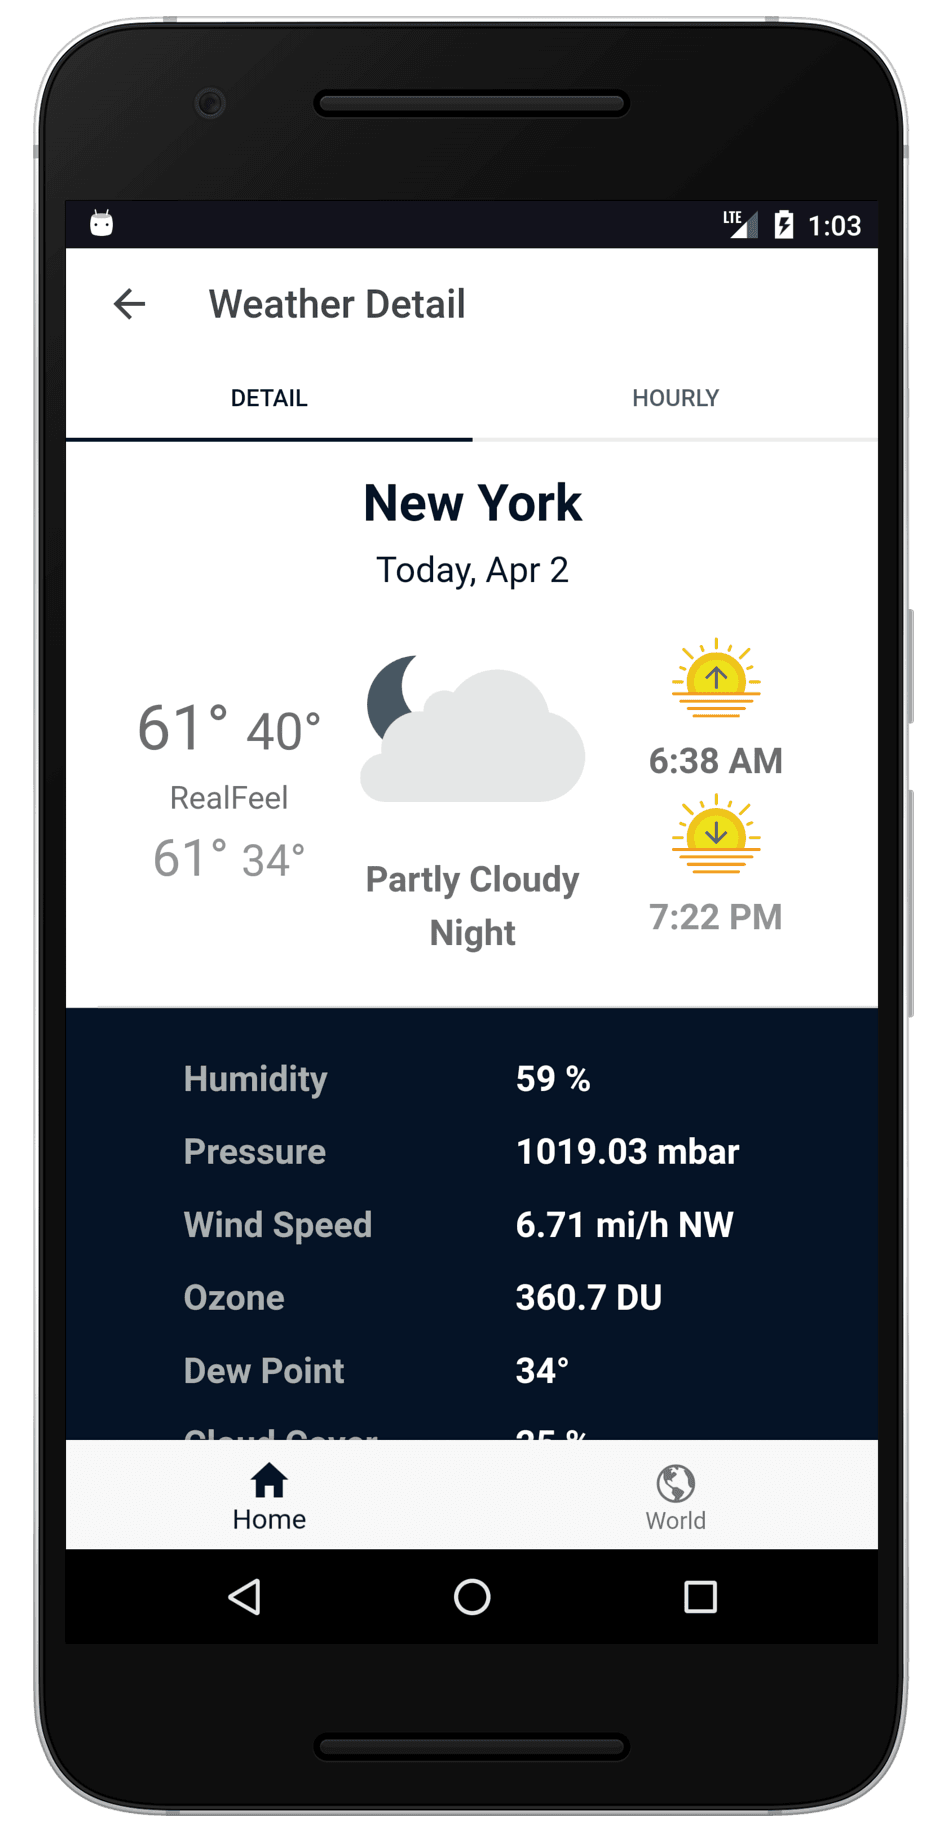 LTE 1:03
Weather Detail
DETAIL HOURLY
New York
Today, Apr 2
61° 40°
RealFeel
61° 34°
Partly Cloudy
Night
6:38 AM
7:22 PM
Humidity 59 %
Pressure 1019.03 mbar
Wind Speed 6.71 mi/h NW
Ozone 360.7 DU
Dew Point 34°
Cloud Cover
Home World